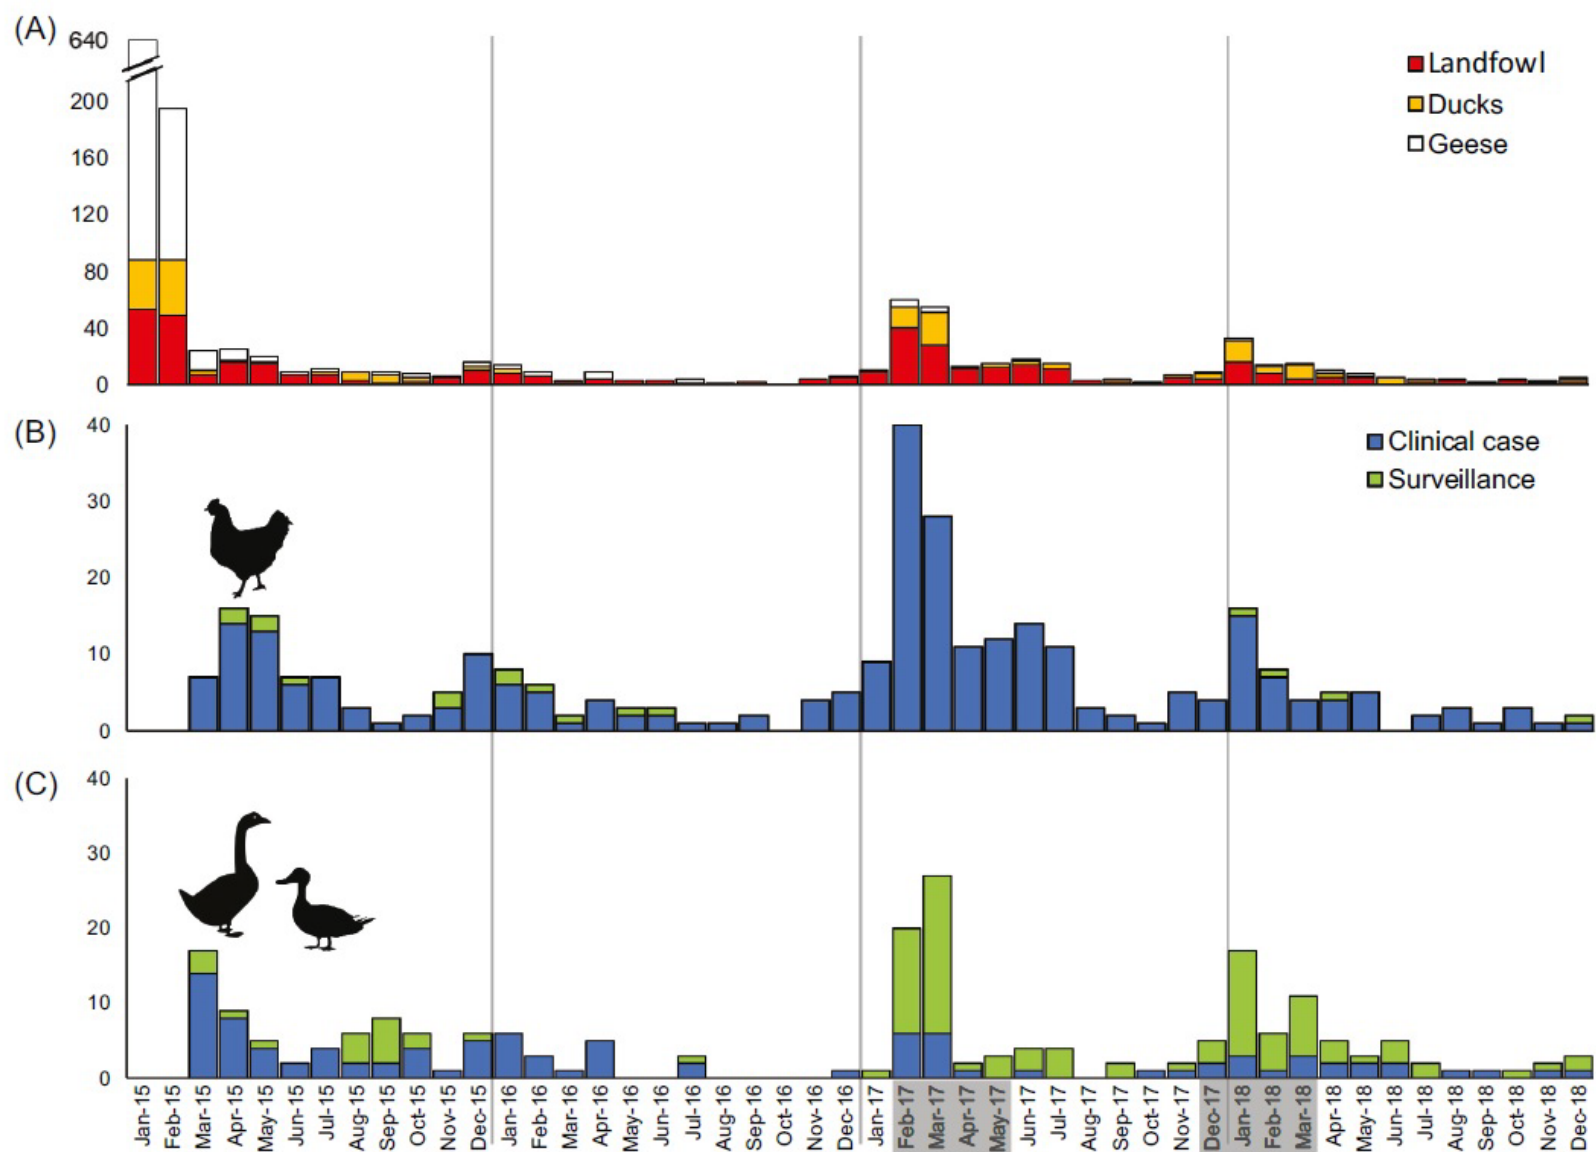 (A)
640
200
160
120
80
40
0
Landfowl
Ducks
Geese
(B)
40
30
20
10
0
Clinical case
Surveillance
(C)
40
30
20
10
0
Jan-15
Feb-15
Mar-15
Apr-15
May-15
Jun-15
Jul-15
Aug-15
Sep-15
Oct-15
Nov-15
Dec-15
Jan-16
Feb-16
Mar-16
Apr-16
May-16
Jun-16
Jul-16
Aug-16
Sep-16
Oct-16
Nov-16
Dec-16
Jan-17
Feb-17
Mar-17
Apr-17
May-17
Jun-17
Jul-17
Aug-17
Sep-17
Oct-17
Nov-17
Dec-17
Jan-18
Feb-18
Mar-18
Apr-18
May-18
Jun-18
Jul-18
Aug-18
Sep-18
Oct-18
Nov-18
Dec-18